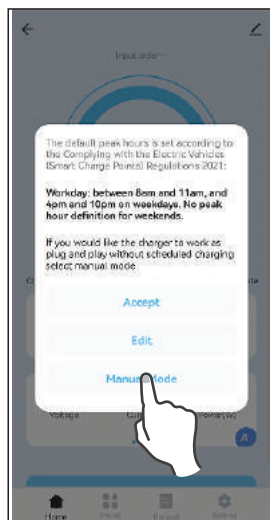 The default peak hours is set according to
the Complying with the Electric Vehicles
(Smart Charge Points) Regulations 2021:
Workday: between 8am and 11am, and
4pm and 10pm on weekdays. No peak
hour definition for weekends.
If you would like the charger to work as
plug and play without scheduled charging
select manual mode
Accept
Edit
Manual Mode
Voltage
Power(W)
A
Home